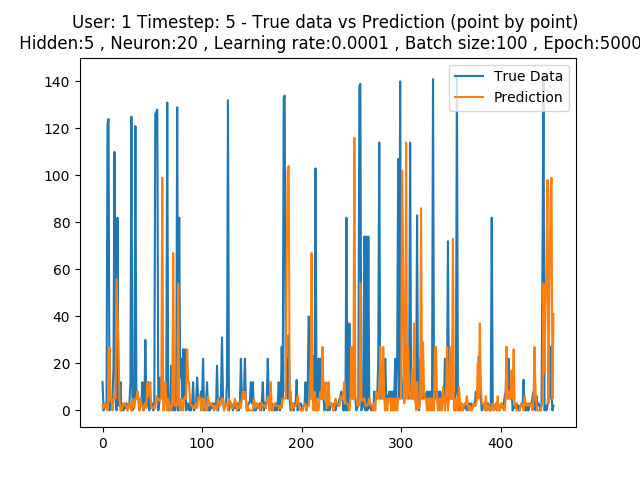 User: 1 Timestep: 5 - True data vs Prediction (point by point)
Hidden:5 , Neuron:20 , Learning rate:0.0001 , Batch size:100 , Epoch:5000
True Data
Prediction
140
120
100
80
60
40
20
0
0 100 200 300 400